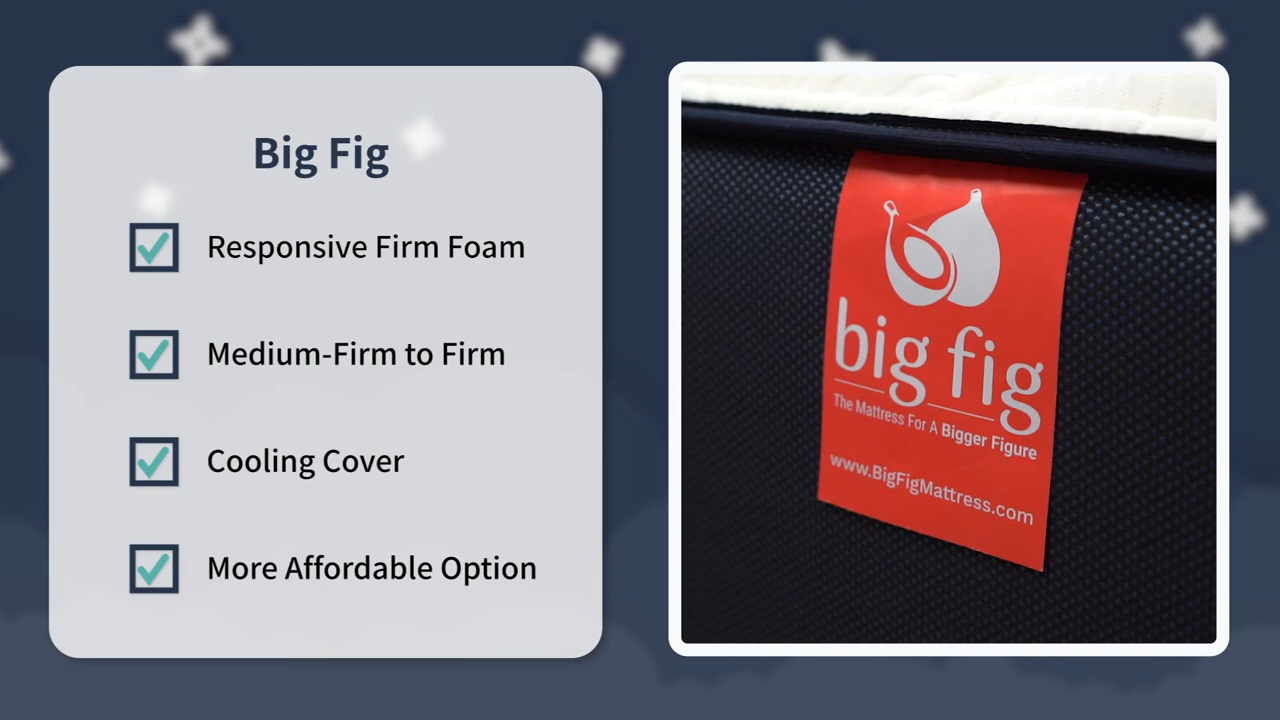 Big Fig
Responsive Firm Foam
Medium-Firm to Firm
Cooling Cover
More Affordable Option
big fig
The Mattress For A Bigger Figure
www.BigFigMattress.com